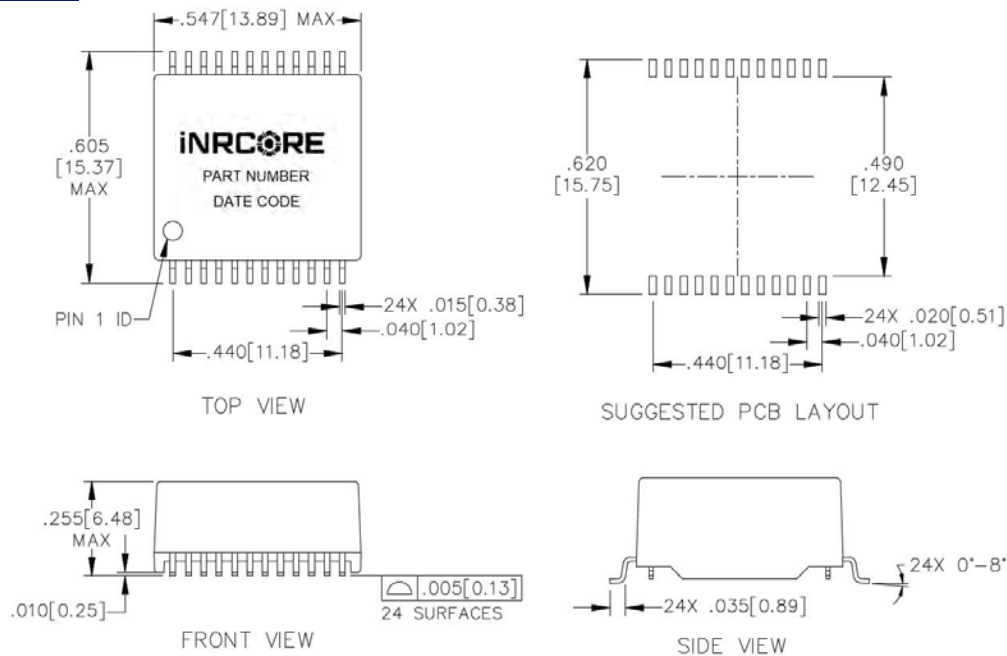 .547[13.89] MAX
.605
[15.37]
MAX
iNRCORE
PART NUMBER
DATE CODE
PIN 1 ID
24X .015[0.38]
.040[1.02]
.440[11.18]
TOP VIEW
.620
[15.75]
.490
[12.45]
24X .020[0.51]
.040[1.02]
.440[11.18]
SUGGESTED PCB LAYOUT
.255[6.48]
MAX
.010[0.25]
.005[0.13]
24 SURFACES
FRONT VIEW
24X 0°-8°
24X .035[0.89]
SIDE VIEW